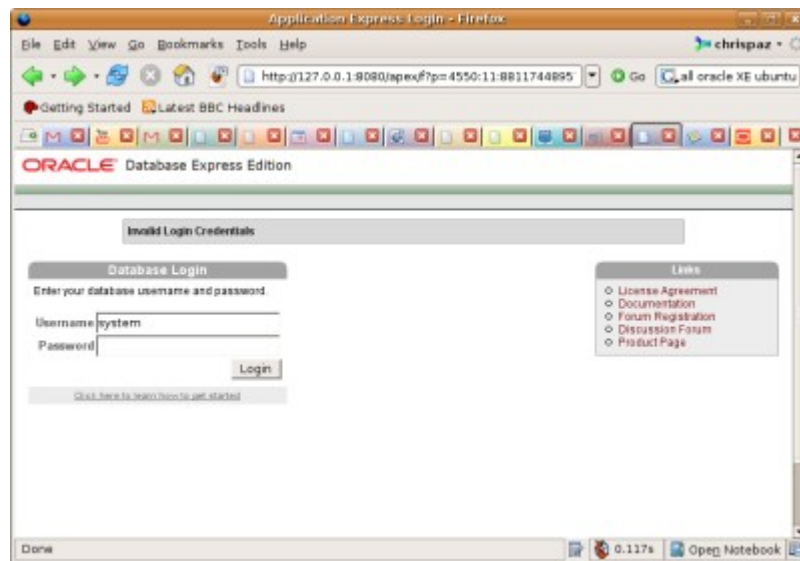 Application Express Login - Firefox
File Edit View Go Bookmarks Tools Help
chrispaz
http://127.0.0.1:8080/apex/f?p=4550:11:8811744895
Go
all oracle XE ubuntu
Getting Started Latest BBC Headlines
ORACLE Database Express Edition
Invalid Login Credentials
Database Login
Enter your database username and password
Username system
Password
Login
Click here to learn how to get started
Links
License Agreement
Documentation
Forum Registration
Discussion Forum
Product Page
Done
0.117s
Open Notebook